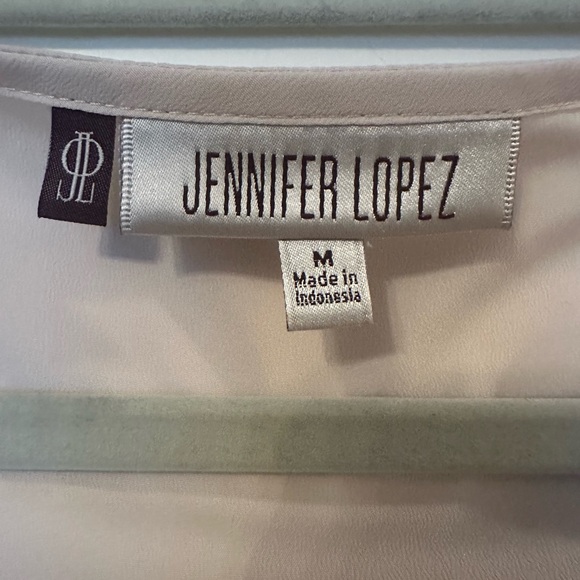 JL
JENNIFER LOPEZ
M
Made in
Indonesia